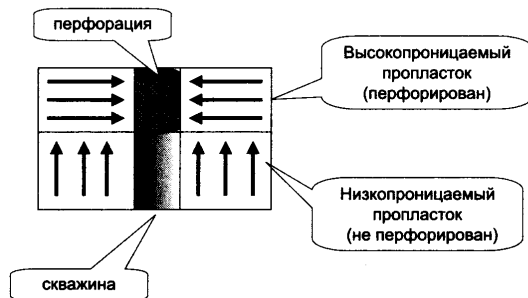 перфорация
Высокопроницаемый
пропласток
(перфорирован)
Низкопроницаемый
пропласток
(не перфорирован)
скважина